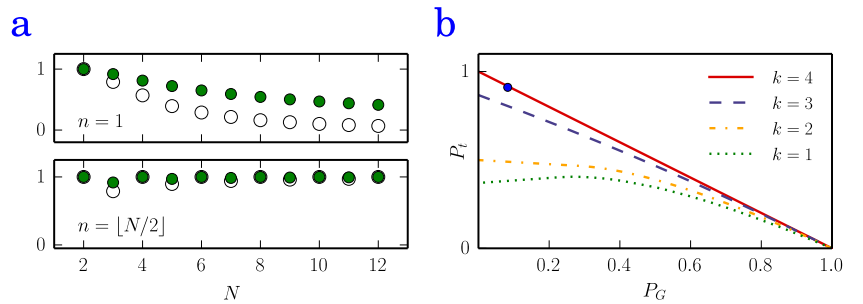 a
1
0
n = 1
1
0
n = ⌊N/2⌋
2 4 6 8 10 12
N
b
1
0
P_t
k = 4
k = 3
k = 2
k = 1
0.2 0.4 0.6 0.8 1.0
P_G